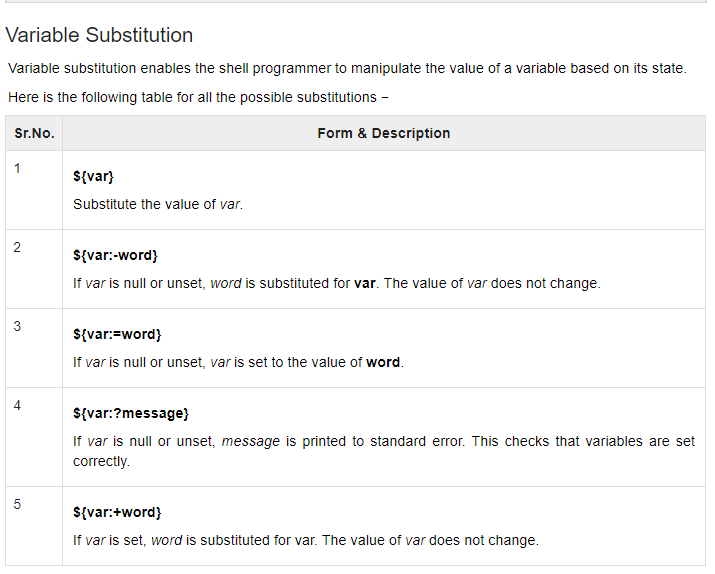 Variable Substitution
Variable substitution enables the shell programmer to manipulate the value of a variable based on its state.
Here is the following table for all the possible substitutions −
Sr.No.
Form & Description
1
${var}
Substitute the value of var.
2
${var:-word}
If var is null or unset, word is substituted for var. The value of var does not change.
3
${var:=word}
If var is null or unset, var is set to the value of word.
4
${var:?message}
If var is null or unset, message is printed to standard error. This checks that variables are set
correctly.
5
${var:+word}
If var is set, word is substituted for var. The value of var does not change.